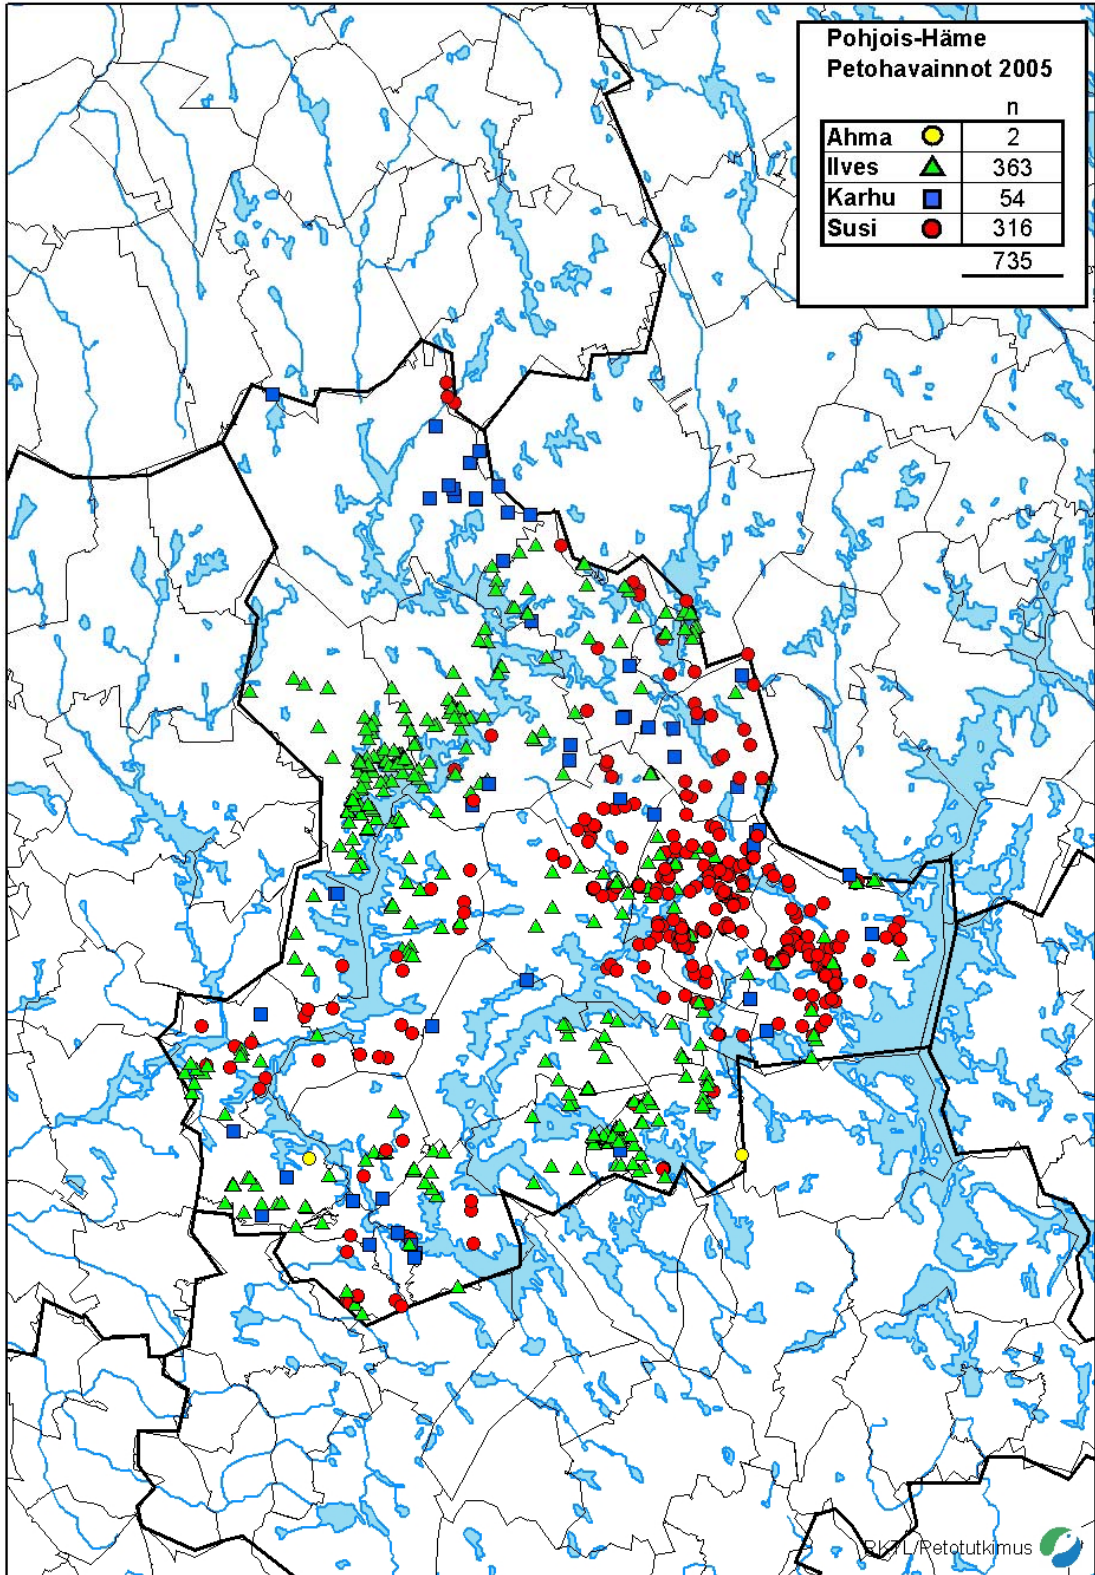 Pohjois-Häme
Petohavainnot 2005
n
Ahma 2
Ilves 363
Karhu 54
Susi 316
735
RKTL/Petotutkimus